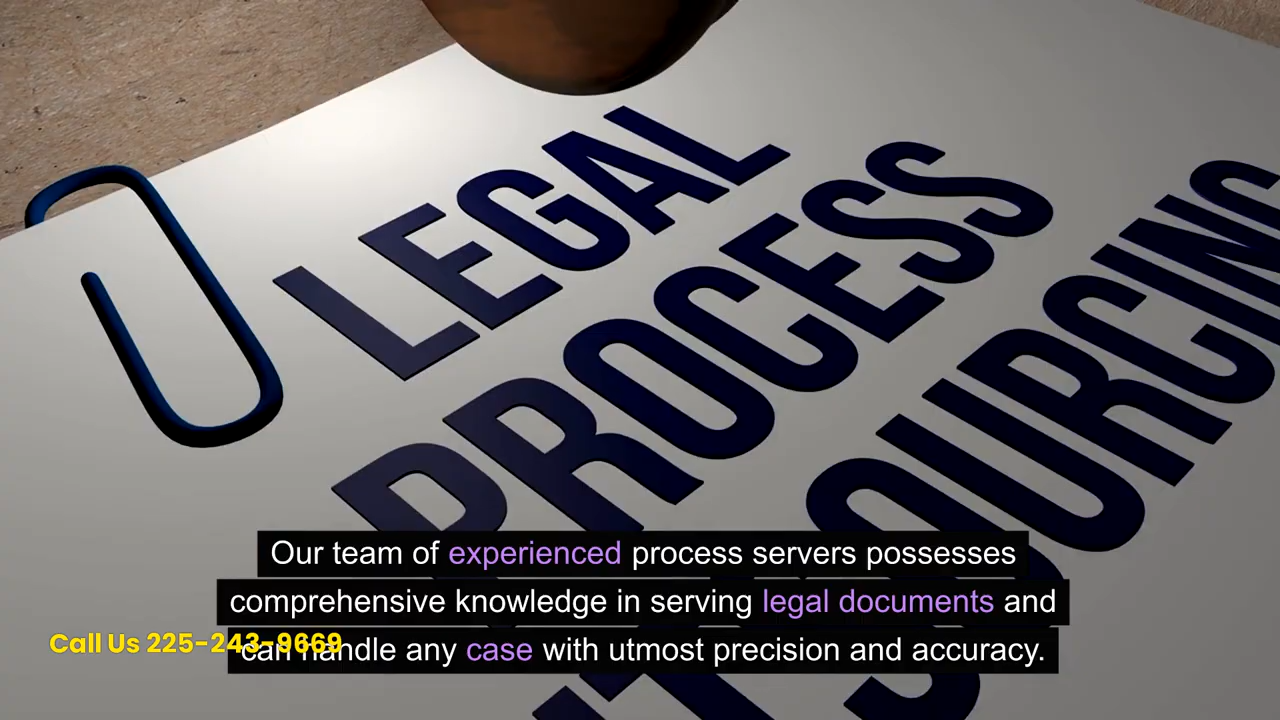 LEGAL
PROCESS
Our team of experienced process servers possesses
comprehensive knowledge in serving legal documents and
can handle any case with utmost precision and accuracy.
Call Us 225-243-9669